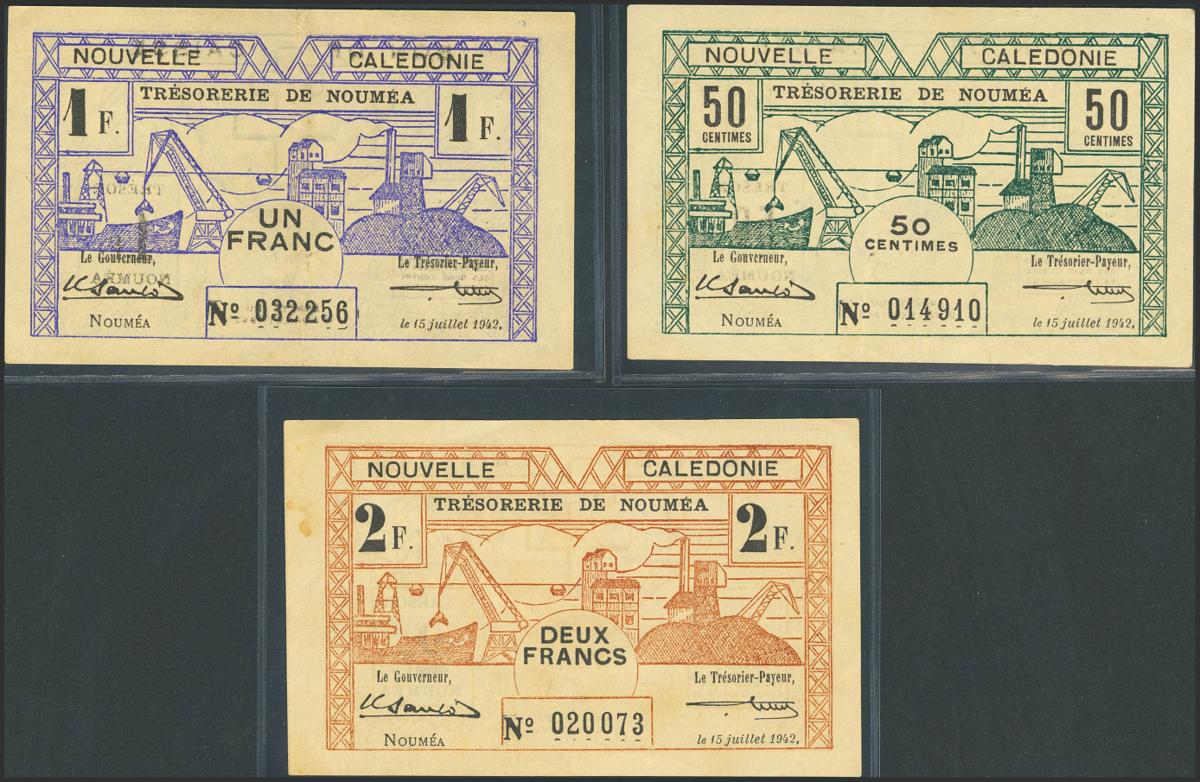 NOUVELLE CALEDONIE
TRÉSORERIE DE NOUMÉA
1 F. 1 F.
UN
FRANC
Le Gouverneur, Le Trésorier-Payeur,
Nº 032256
NOUMÉA le 15 juillet 1942,
NOUVELLE CALEDONIE
TRÉSORERIE DE NOUMÉA
50 CENTIMES 50 CENTIMES
50
CENTIMES
Le Gouverneur, Le Trésorier-Payeur,
Nº 014910
NOUMÉA le 15 juillet 1942,
NOUVELLE CALEDONIE
TRÉSORERIE DE NOUMÉA
2 F. 2 F.
DEUX
FRANCS
Le Gouverneur, Le Trésorier-Payeur,
Nº 020073
NOUMÉA le 15 juillet 1942,